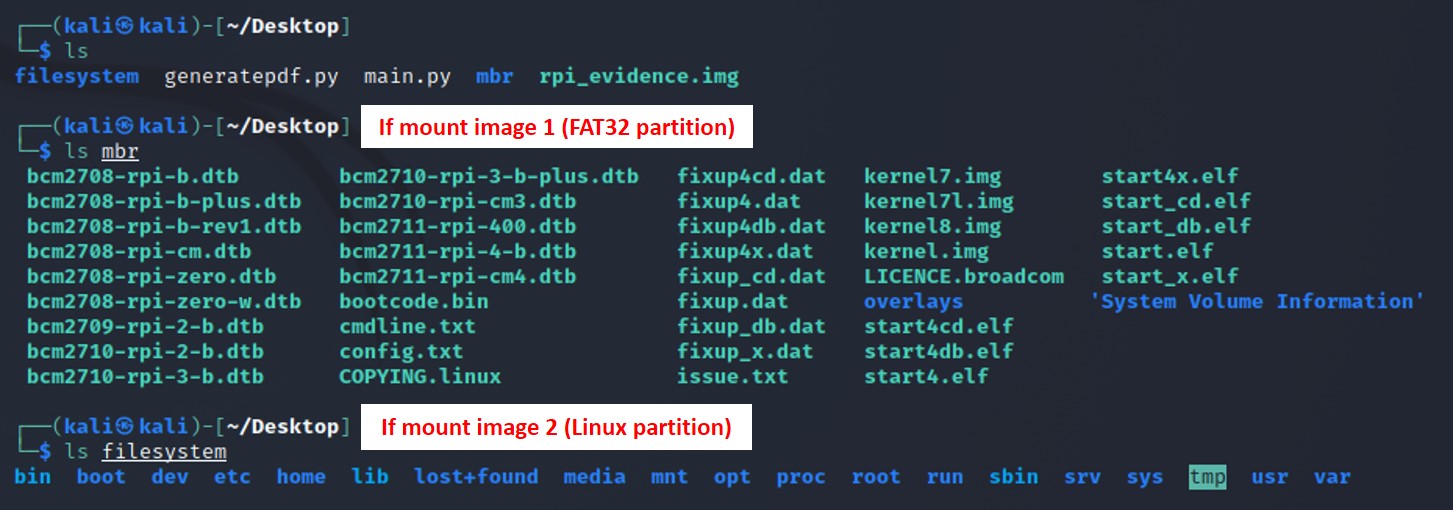 ┌──(kali㉿kali)-[~/Desktop]
└─$ ls
filesystem  generatepdf.py  main.py  mbr  rpi_evidence.img
┌──(kali㉿kali)-[~/Desktop] If mount image 1 (FAT32 partition)
└─$ ls mbr
bcm2708-rpi-b.dtb  bcm2710-rpi-3-b-plus.dtb  fixup4cd.dat  kernel7.img  start4x.elf
bcm2708-rpi-b-plus.dtb  bcm2710-rpi-cm3.dtb  fixup4.dat  kernel7l.img  start_cd.elf
bcm2708-rpi-b-rev1.dtb  bcm2711-rpi-400.dtb  fixup4db.dat  kernel8.img  start_db.elf
bcm2708-rpi-cm.dtb  bcm2711-rpi-4-b.dtb  fixup4x.dat  kernel.img  start.elf
bcm2708-rpi-zero.dtb  bcm2711-rpi-cm4.dtb  fixup_cd.dat  LICENCE.broadcom  start_x.elf
bcm2708-rpi-zero-w.dtb  bootcode.bin  fixup.dat  overlays  'System Volume Information'
bcm2709-rpi-2-b.dtb  cmdline.txt  fixup_db.dat  start4cd.elf
bcm2710-rpi-2-b.dtb  config.txt  fixup_x.dat  start4db.elf
bcm2710-rpi-3-b.dtb  COPYING.linux  issue.txt  start4.elf
┌──(kali㉿kali)-[~/Desktop] If mount image 2 (Linux partition)
└─$ ls filesystem
bin  boot  dev  etc  home  lib  lost+found  media  mnt  opt  proc  root  run  sbin  srv  sys  tmp  usr  var